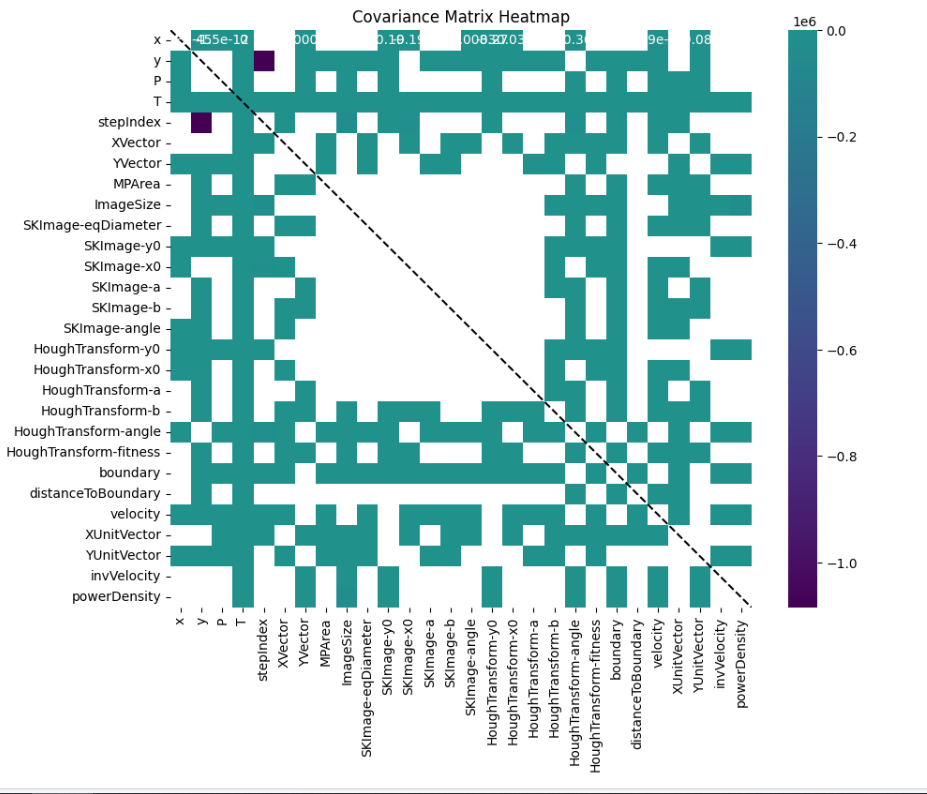 Covariance Matrix Heatmap
1e6
x
y
P
T
stepIndex
XVector
YVector
MPArea
ImageSize
SKImage-eqDiameter
SKImage-y0
SKImage-x0
SKImage-a
SKImage-b
SKImage-angle
HoughTransform-y0
HoughTransform-x0
HoughTransform-a
HoughTransform-b
HoughTransform-angle
HoughTransform-fitness
boundary
distanceToBoundary
velocity
XUnitVector
YUnitVector
invVelocity
powerDensity
0.0
−0.2
−0.4
−0.6
−0.8
−1.0
x
y
P
T
stepIndex
XVector
YVector
MPArea
ImageSize
SKImage-eqDiameter
SKImage-y0
SKImage-x0
SKImage-a
SKImage-b
SKImage-angle
HoughTransform-y0
HoughTransform-x0
HoughTransform-a
HoughTransform-b
HoughTransform-angle
HoughTransform-fitness
boundary
distanceToBoundary
velocity
XUnitVector
YUnitVector
invVelocity
powerDensity